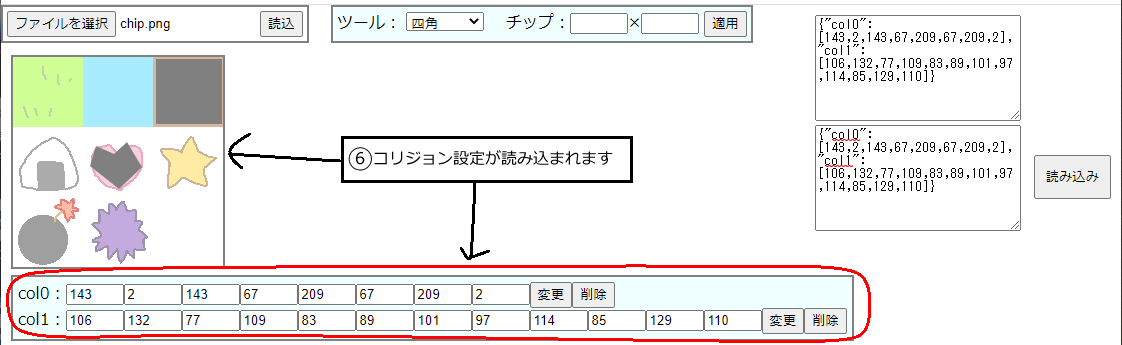 ファイルを選択 chip.png 読込
ツール： 四角 チップ：×適用
{"col0":
[143,2,143,67,209,67,209,2],
"col1":
[106,132,77,109,83,89,101,97
,114,85,129,110]}
⑥コリジョン設定が読み込まれます
{"col0":
[143,2,143,67,209,67,209,2],
"col1":
[106,132,77,109,83,89,101,97
,114,85,129,110]}
読み込み
col0：143 2 143 67 209 67 209 2 変更 削除
col1：106 132 77 109 83 89 101 97 114 85 129 110 変更 削除